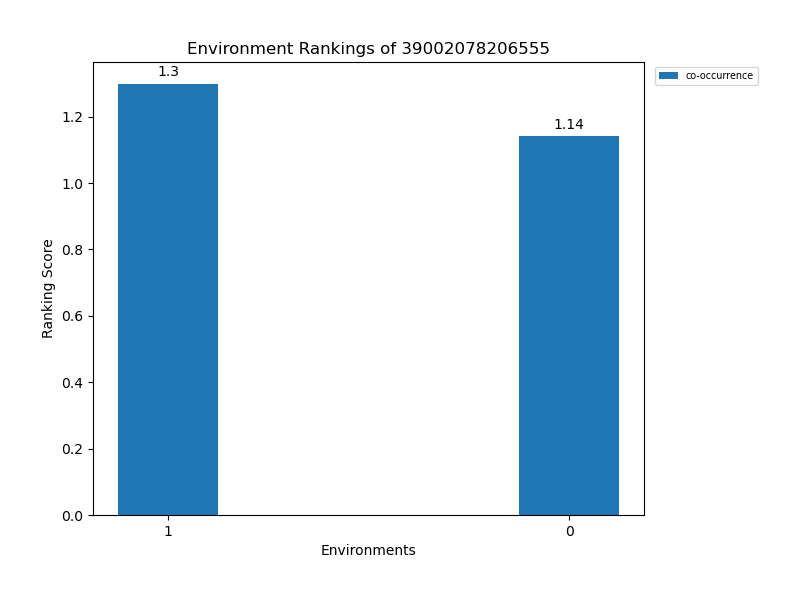 Environment Rankings of 39002078206555
1.3
1.14
co-occurrence
1.2
1.0
0.8
0.6
0.4
0.2
0.0
Ranking Score
1
0
Environments